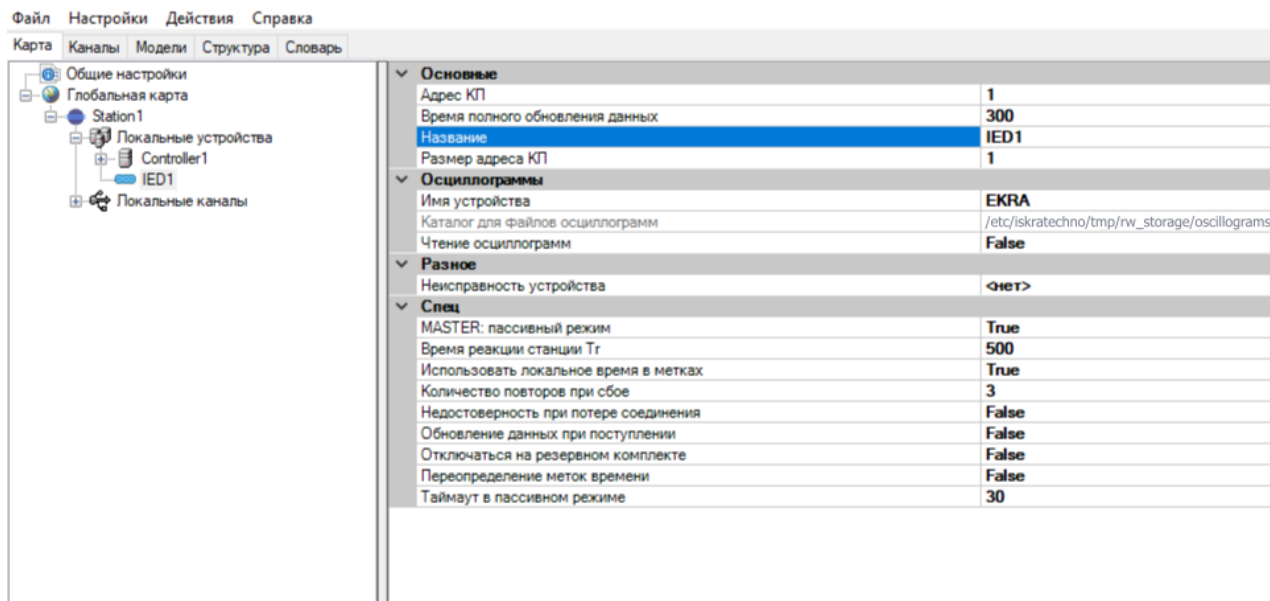 Файл Настройки Действия Справка
Карта Каналы Модели Структура Словарь
Общие настройки
Глобальная карта
Station1
Локальные устройства
Controller1
IED1
Локальные каналы
Основные
Адрес КП 1
Время полного обновления данных 300
Название IED1
Размер адреса КП 1
Осциллограммы
Имя устройства EKRA
Каталог для файлов осциллограмм /etc/iskratechno/tmp/rw_storage/oscillograms
Чтение осциллограмм False
Разное
Неисправность устройства <нет>
Спец
MASTER: пассивный режим True
Время реакции станции Tr 500
Использовать локальное время в метках True
Количество повторов при сбое 3
Недостоверность при потере соединения False
Обновление данных при поступлении False
Отключаться на резервном комплекте False
Переопределение меток времени False
Таймаут в пассивном режиме 30